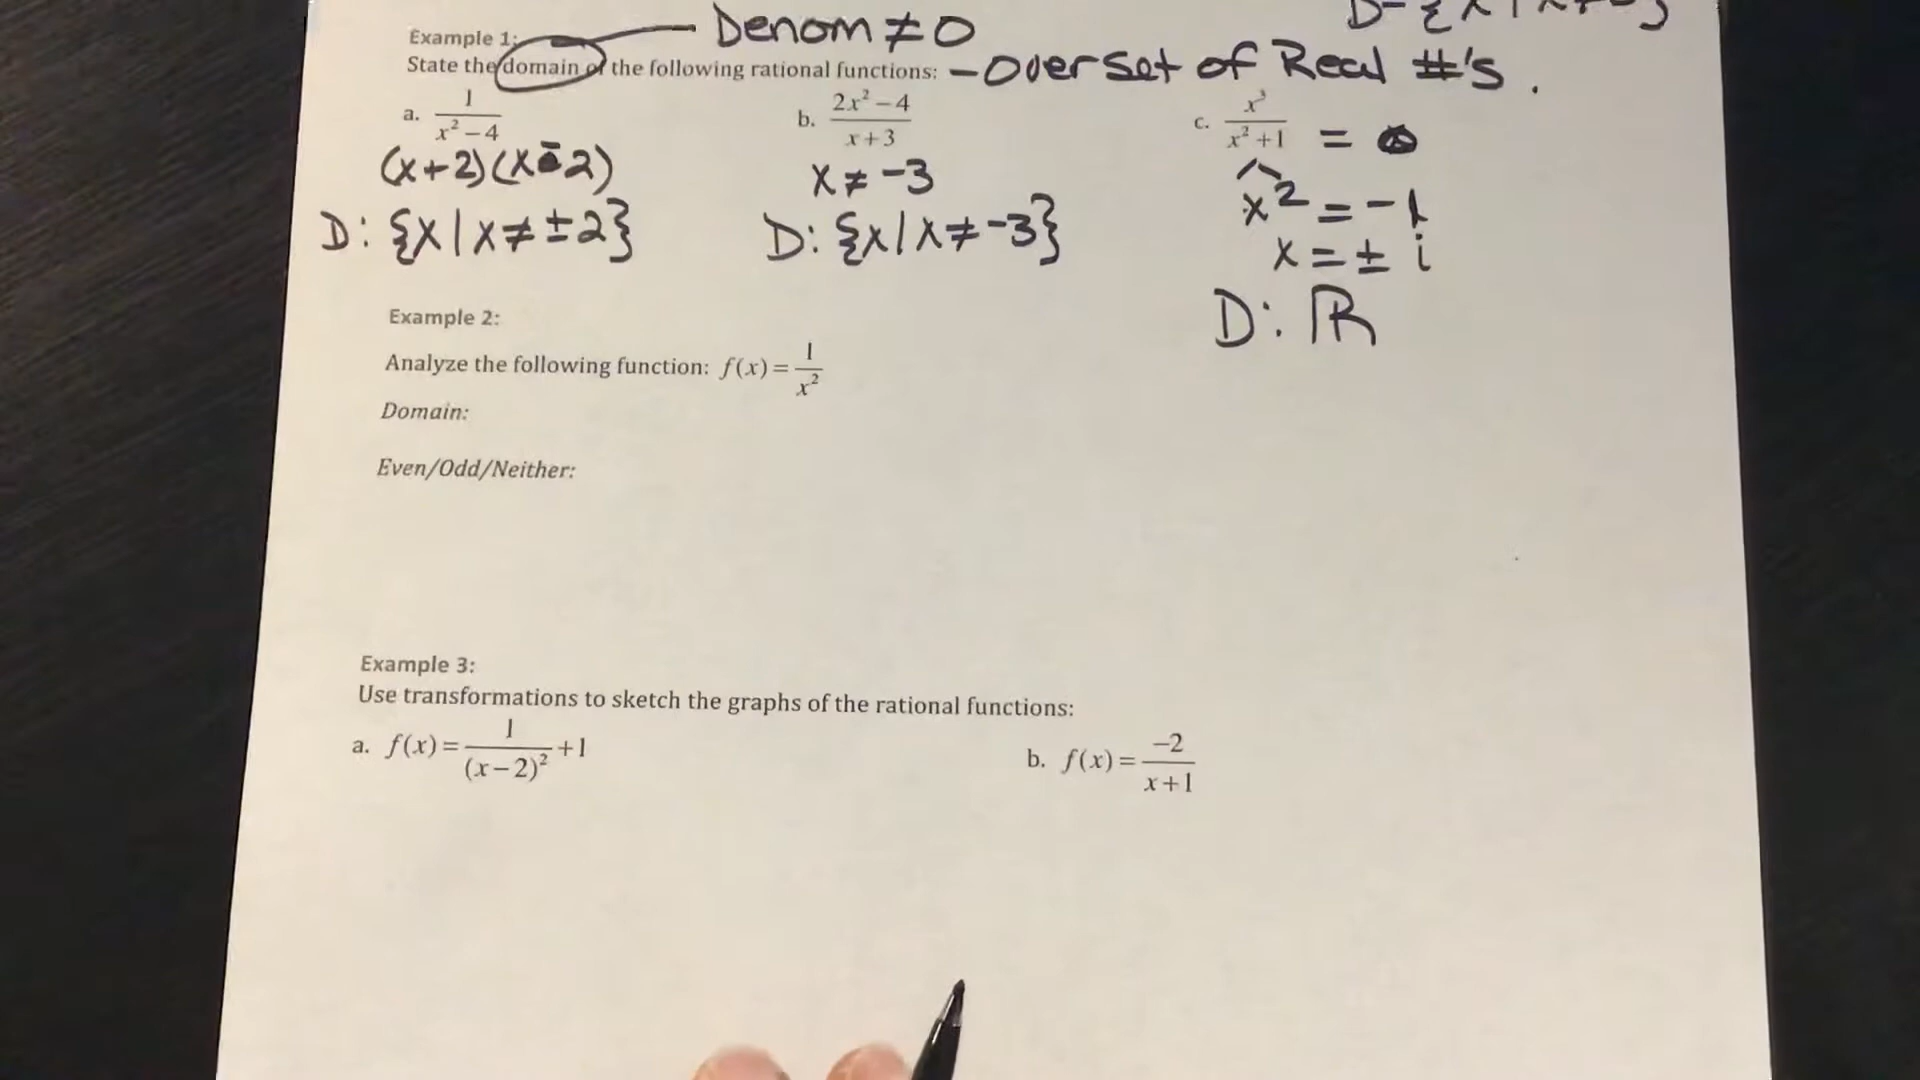 D={x | x≠
Denom ≠ 0
Example 1:
State the domain of the following rational functions: - over set of Real #'s.
a. 1/(x² – 4)
b. (2x² – 4)/(x+3)
c. x³/(x² +1) =
(x+2)(x-2)
x ≠ -3
x² = -1
D: {x | x ≠ ±2}
D: {x | x ≠ -3}
x = ± i
D: ℝ
Example 2:
Analyze the following function: f(x) = 1/x²
Domain:
Even/Odd/Neither:
Example 3:
Use transformations to sketch the graphs of the rational functions:
a. f(x) = 1/(x – 2)² +1
b. f(x) = –2/(x+1)